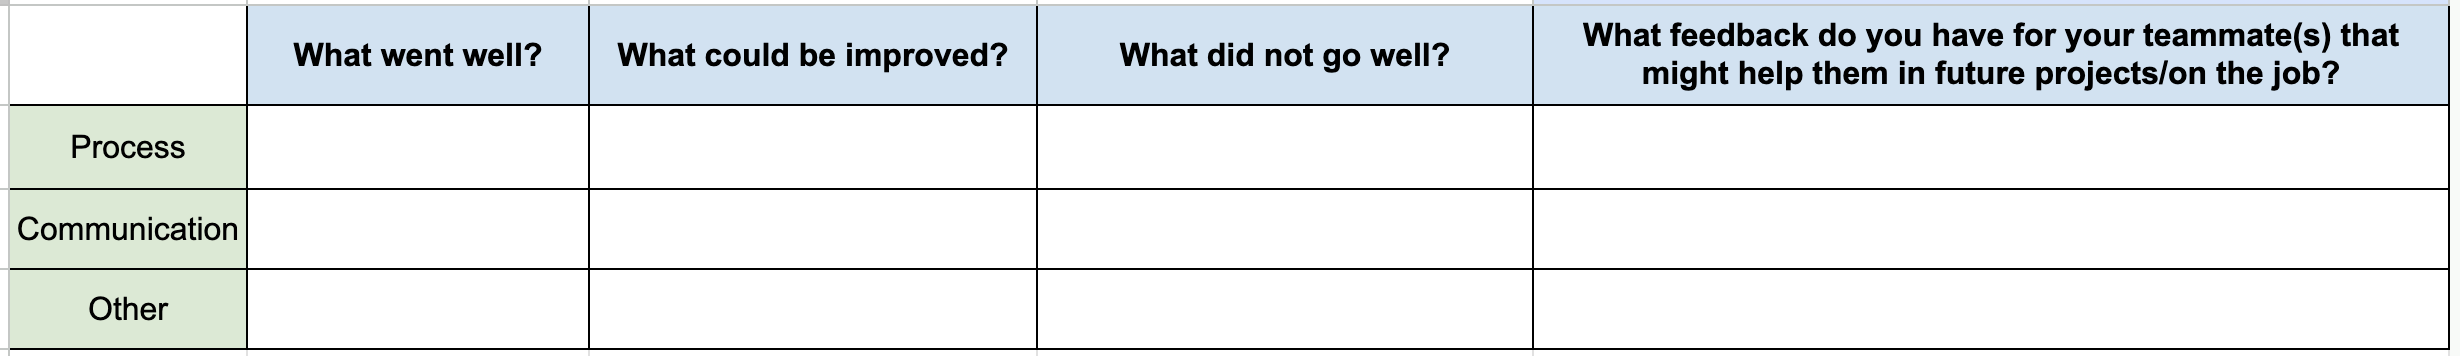 What went well?
What could be improved?
What did not go well?
What feedback do you have for your teammate(s) that
might help them in future projects/on the job?
Process
Communication
Other